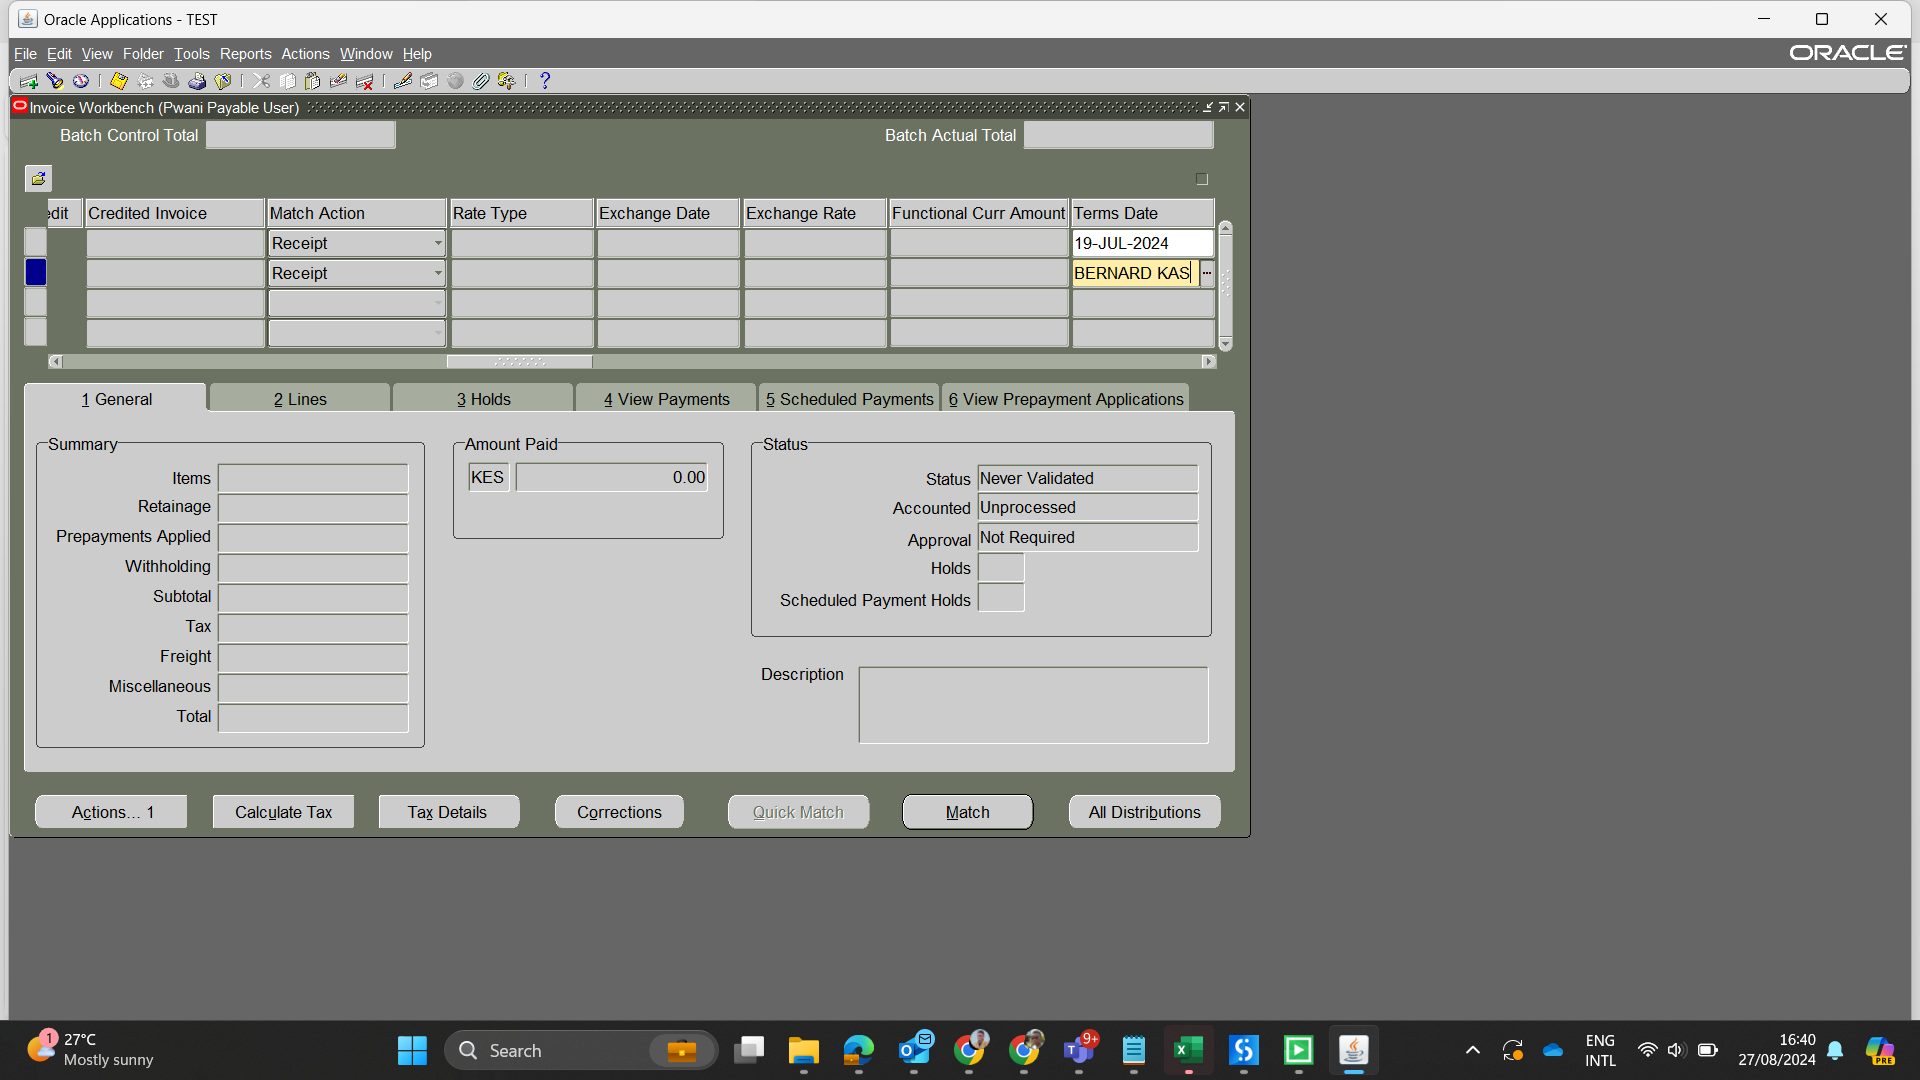 Oracle Applications - TEST
File Edit View Folder Tools Reports Actions Window Help
ORACLE
Invoice Workbench (Pwani Payable User)
Batch Control Total
Batch Actual Total
edit Credited Invoice Match Action Rate Type Exchange Date Exchange Rate Functional Curr Amount Terms Date
Receipt 19-JUL-2024
Receipt BERNARD KAS ...
1 General 2 Lines 3 Holds 4 View Payments 5 Scheduled Payments 6 View Prepayment Applications
Summary
Items
Retainage
Prepayments Applied
Withholding
Subtotal
Tax
Freight
Miscellaneous
Total
Amount Paid
KES 0.00
Status
Status Never Validated
Accounted Unprocessed
Approval Not Required
Holds
Scheduled Payment Holds
Description
Actions... 1 Calculate Tax Tax Details Corrections Quick Match Match All Distributions
1
27°C
Mostly sunny
Search
9+
ENG
INTL
16:40
27/08/2024
PRE